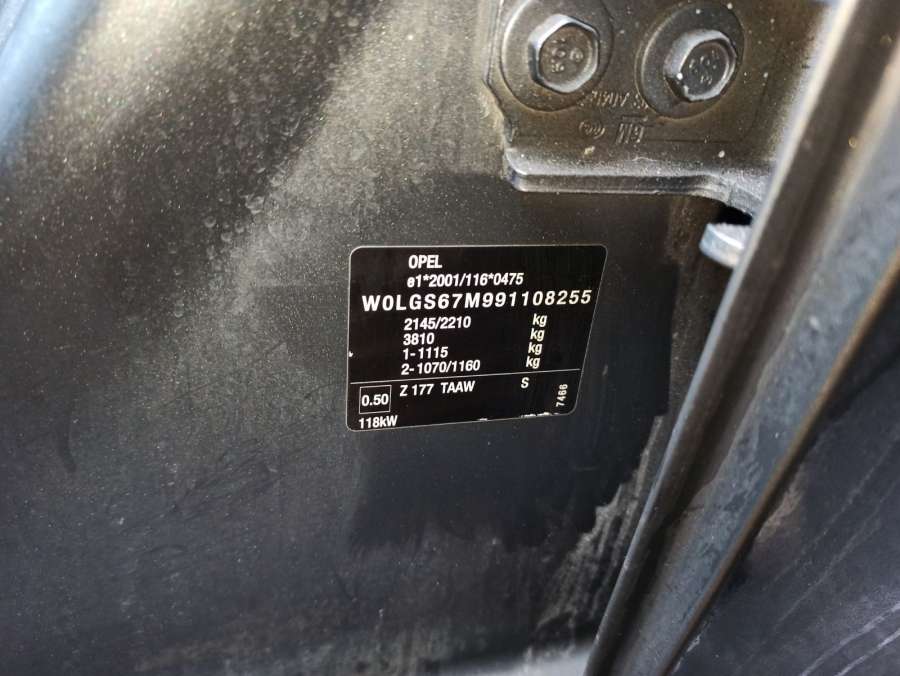 OPEL
e1*2001/116*0475
W0LGS67M991108255
2145/2210 kg
3810 kg
1-1115 kg
2-1070/1160 kg
0.50 Z 177 TAAW S 7466
118kW
GM